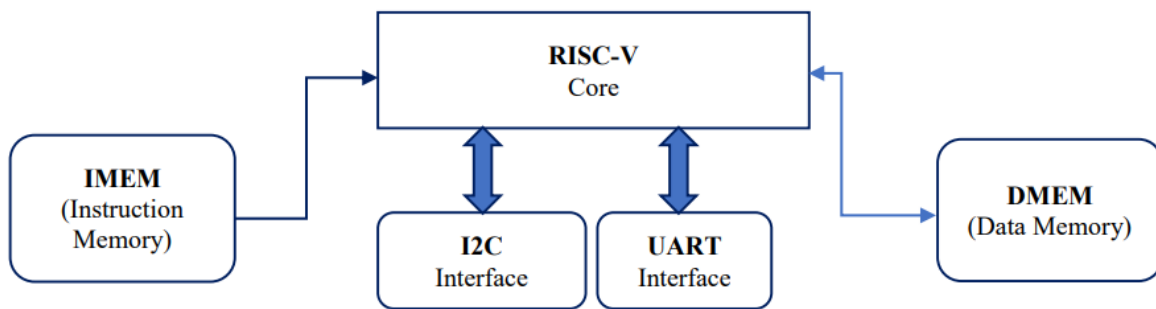 RISC-V
Core
IMEM
(Instruction
Memory)
I2C
Interface
UART
Interface
DMEM
(Data Memory)